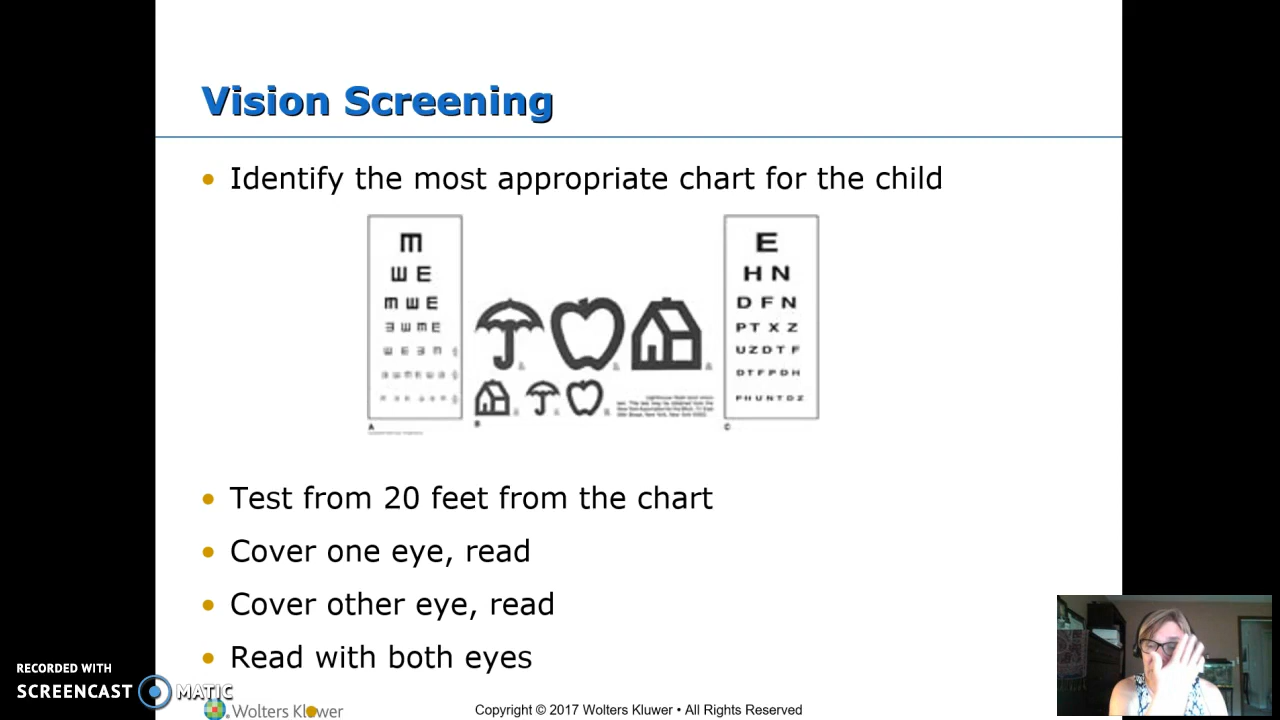 Vision Screening
• Identify the most appropriate chart for the child
E
H N
D F N
P T X Z
U Z D T F
D T F P D H
P H U N T D Z
A
B
C
• Test from 20 feet from the chart
• Cover one eye, read
• Cover other eye, read
• Read with both eyes
RECORDED WITH
SCREENCAST MATIC
Wolters Kluwer
Copyright © 2017 Wolters Kluwer • All Rights Reserved